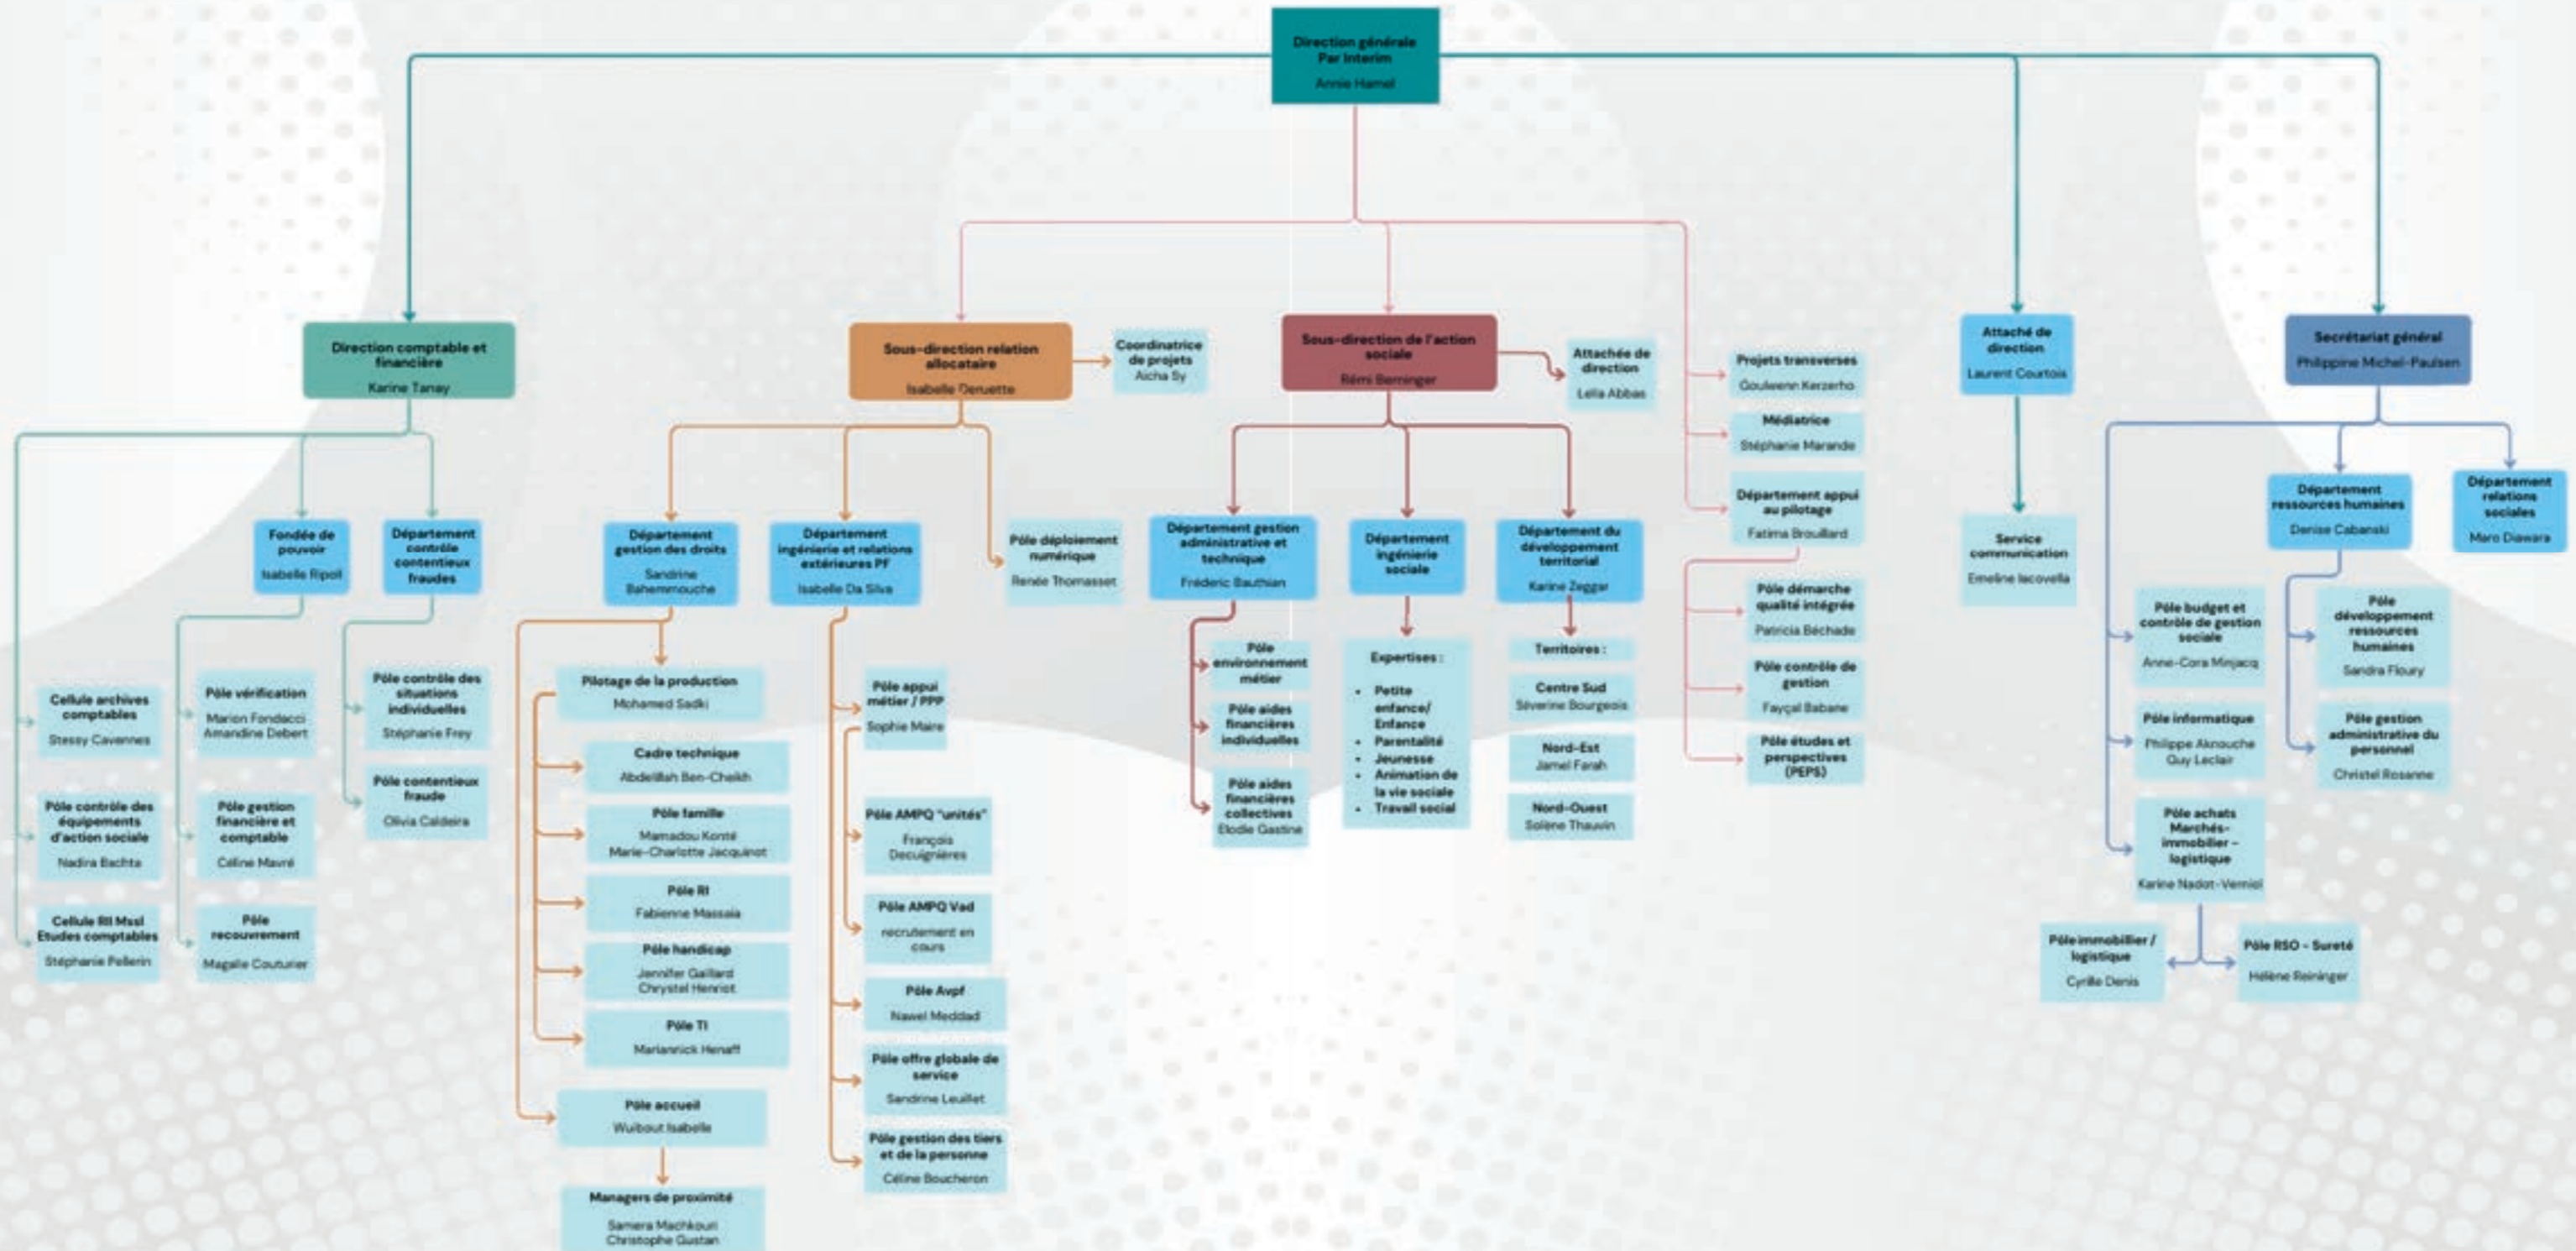 Direction générale
Par Interim
Annie Hamel
Direction comptable et
financière
Karine Tanay
Cellule archives
comptables
Stessy Cavennes
Pôle contrôle des
équipements
d'action sociale
Nadira Bachta
Cellule RII Mssl
Etudes comptables
Stéphanie Pellerin
Fondée de
pouvoir
Isabelle Ripoll
Pôle vérification
Marion Fondacci
Amandine Debert
Pôle gestion
financière et
comptable
Céline Mavré
Pôle
recouvrement
Magalie Couturier
Département
contrôle
contentieux
fraudes
Pôle contrôle des
situations
individuelles
Stéphanie Frey
Pôle contentieux
fraude
Olivia Caldeira
Sous-direction relation
allocataire
Isabelle Deruette
Coordinatrice
de projets
Aicha Sy
Département
gestion des droits
Sandrine
Bahemmouche
Pilotage de la production
Mohamed Sadki
Cadre technique
Abdelillah Ben-Cheikh
Pôle famille
Mamadou Konté
Marie-Charlotte Jacquinot
Pôle RI
Fabienne Massaia
Pôle handicap
Jennifer Gaillard
Chrystel Henriot
Pôle TI
Mariannick Henaff
Pôle accueil
Wuibout Isabelle
Managers de proximité
Samera Machkouri
Christophe Gustan
Département
ingénierie et relations
extérieures PF
Isabelle Da Silva
Pôle appui
métier / PPP
Sophie Maire
Pôle AMPQ "unités"
François
Decuignières
Pôle AMPQ Vad
recrutement en
cours
Pôle Avpf
Nawel Meddad
Pôle offre globale de
service
Sandrine Leuillet
Pôle gestion des tiers
et de la personne
Céline Boucheron
Pôle déploiement
numérique
Renée Thomasset
Sous-direction de l'action
sociale
Rémi Berninger
Attachée de
direction
Leila Abbas
Département gestion
administrative et
technique
Fréderic Bauthian
Pôle
environnement
métier
Pôle aides
financières
individuelles
Pôle aides
financières
collectives
Elodie Gastine
Département
ingénierie
sociale
Expertises :
• Petite
enfance/
Enfance
• Parentalité
• Jeunesse
• Animation de
la vie sociale
• Travail social
Département du
développement
territorial
Karine Zeggar
Territoires :
Centre Sud
Séverine Bourgeois
Nord-Est
Jamel Farah
Nord-Ouest
Solène Thauvin
Projets transverses
Goulwenn Kerzerho
Médiatrice
Stéphanie Marande
Département appui
au pilotage
Fatima Brouillard
Pôle démarche
qualité intégrée
Patricia Béchade
Pôle contrôle de
gestion
Fayçal Babane
Pôle études et
perspectives
(PEPS)
Attaché de
direction
Laurent Courtois
Service
communication
Emeline Iacovella
Secrétariat général
Philippine Michel-Paulsen
Pôle budget et
contrôle de gestion
sociale
Anne-Cora Minjacq
Pôle informatique
Philippe Aknouche
Guy Leclair
Pôle achats
Marchés-
immobilier -
logistique
Karine Nadot-Verniol
Pôle immobillier /
logistique
Cyrille Denis
Pôle RSO - Sureté
Hélène Reininger
Département
ressources humaines
Denise Cabanski
Pôle
développement
ressources
humaines
Sandra Floury
Pôle gestion
administrative du
personnel
Christel Rosanne
Département
relations
sociales
Maro Diawara